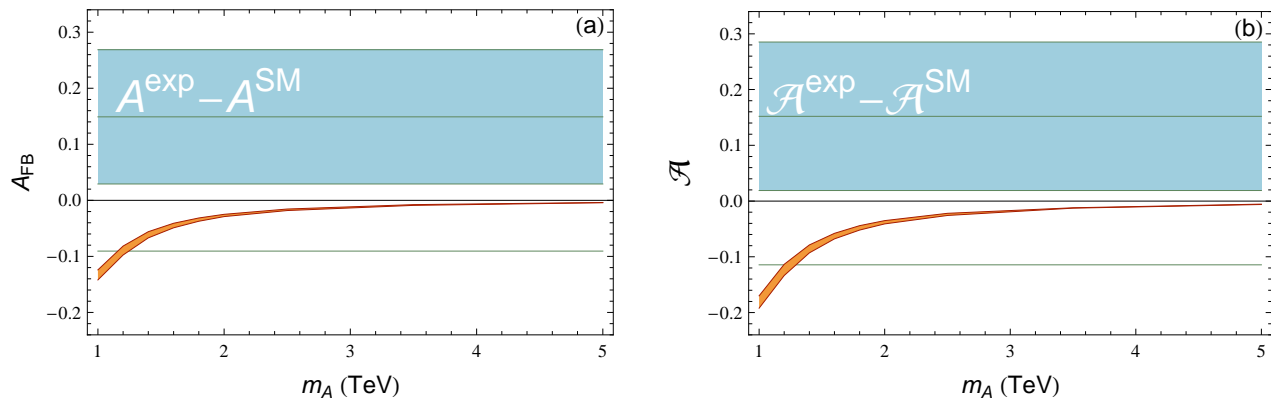 (a)
0.3
0.2
0.1
0.0
−0.1
−0.2
A^exp − A^SM
A_FB
1 2 3 4 5
m_A (TeV)
(b)
0.3
0.2
0.1
0.0
−0.1
−0.2
𝒜^exp − 𝒜^SM
𝒜
1 2 3 4 5
m_A (TeV)